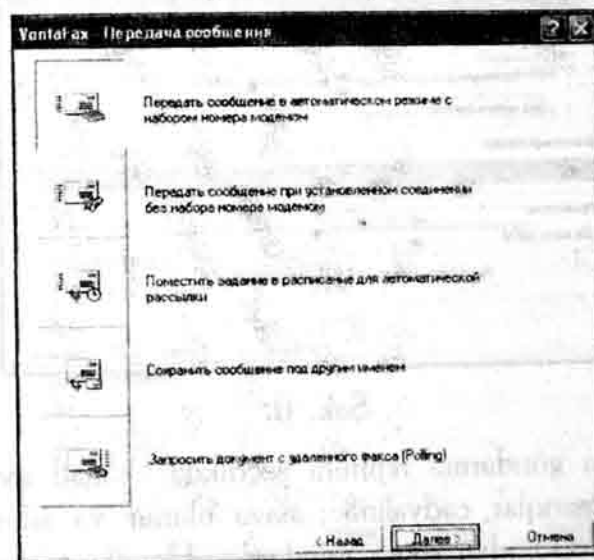 VentaFax - Передача сообщения
Передать сообщение в автоматическом режиме с
набором номера модемом
Передать сообщение при установленном соединении
без набора номера модемом
Поместить задание в расписание для автоматической
рассылки
Сохранить сообщение под другим именем
Запросить документ с удаленного факса (Polling)
< Назад
Далее >
Отмена